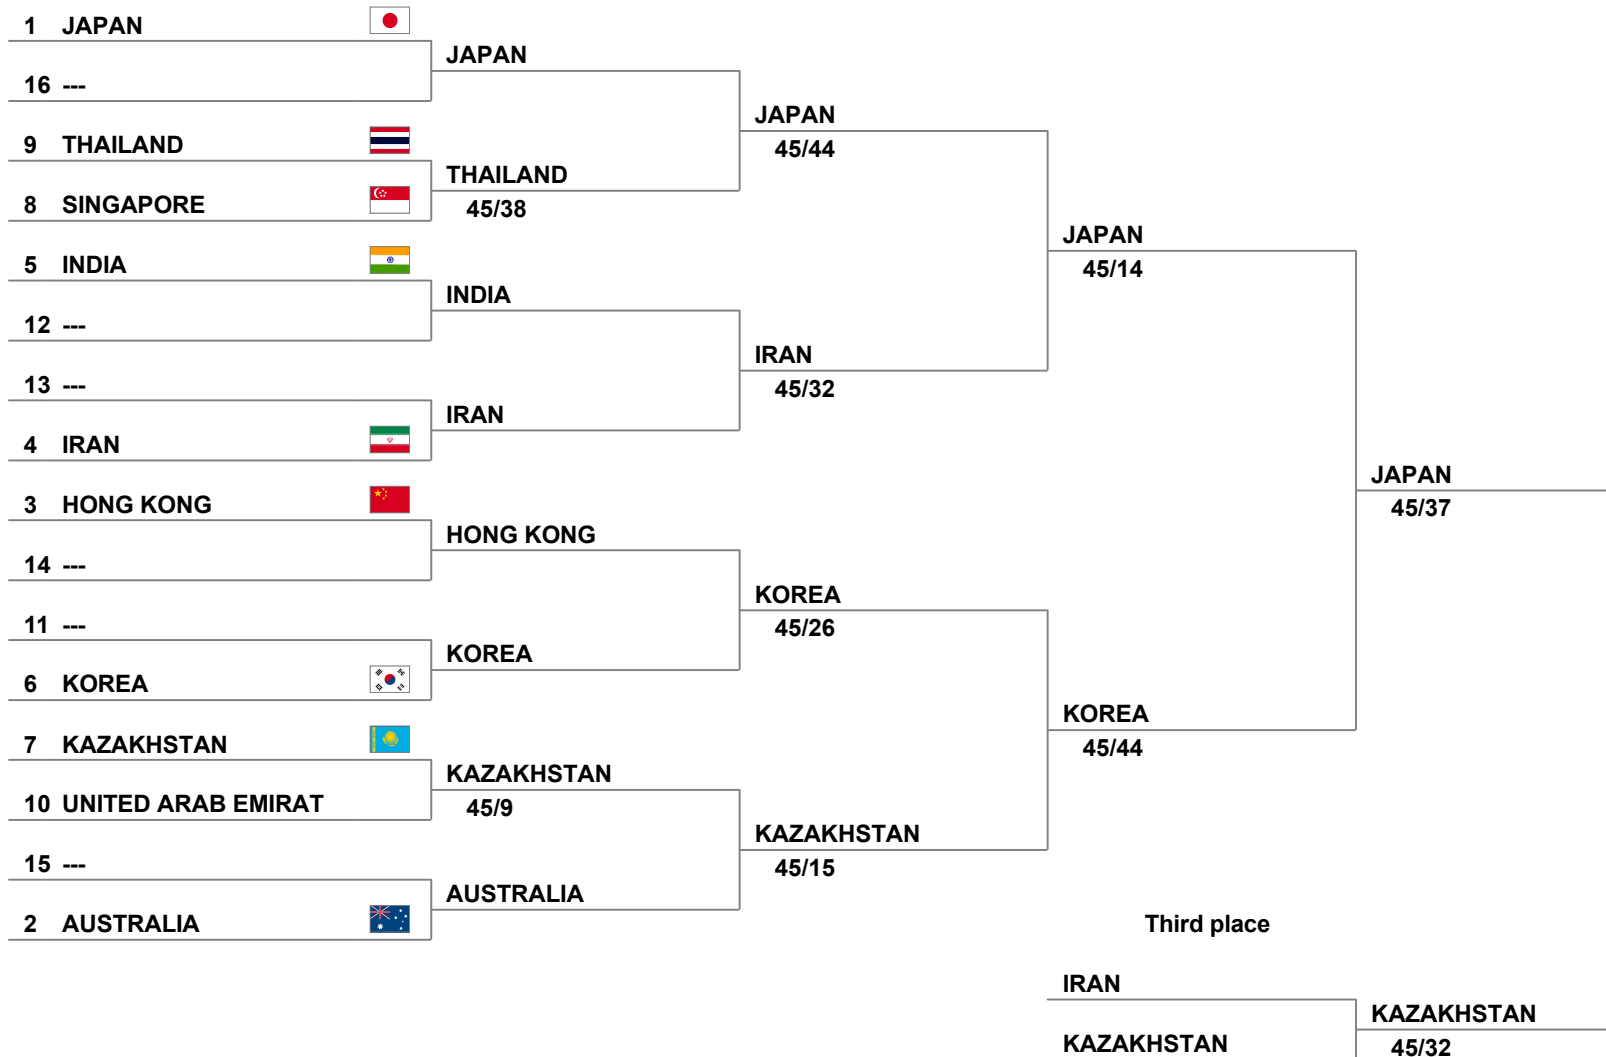 1 JAPAN
16 ---
9 THAILAND
8 SINGAPORE
5 INDIA
12 ---
13 ---
4 IRAN
3 HONG KONG
14 ---
11 ---
6 KOREA
7 KAZAKHSTAN
10 UNITED ARAB EMIRAT
15 ---
2 AUSTRALIA
JAPAN
THAILAND
45/38
INDIA
IRAN
HONG KONG
KOREA
KAZAKHSTAN
45/9
AUSTRALIA
JAPAN
45/44
IRAN
45/32
KOREA
45/26
KAZAKHSTAN
45/15
JAPAN
45/14
KOREA
45/44
JAPAN
45/37
Third place
IRAN
KAZAKHSTAN
KAZAKHSTAN
45/32